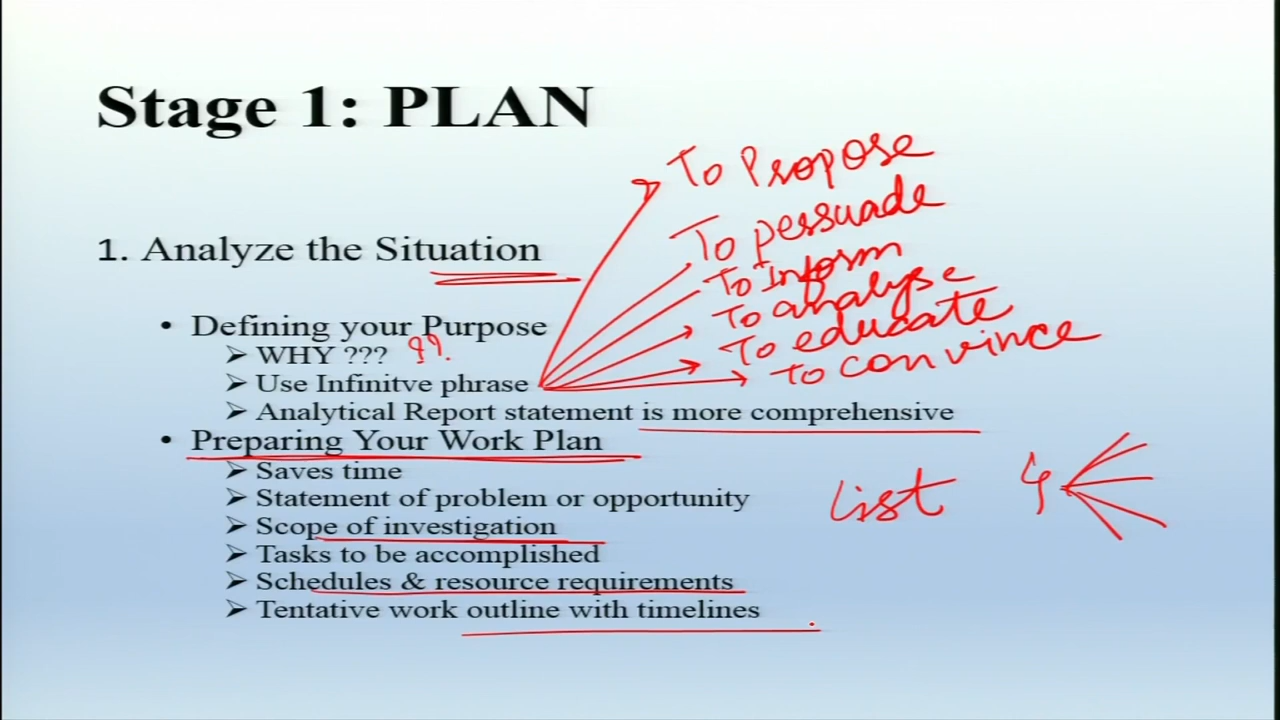 Stage 1: PLAN
To Propose
To persuade
1. Analyze the Situation
To Inform
To analyse
• Defining your Purpose
To educate
➤ WHY ??? ??.
To convince
➤ Use Infinitve phrase
➤ Analytical Report statement is more comprehensive
• Preparing Your Work Plan
➤ Saves time
➤ Statement of problem or opportunity
List
➤ Scope of investigation
➤ Tasks to be accomplished
➤ Schedules & resource requirements
➤ Tentative work outline with timelines